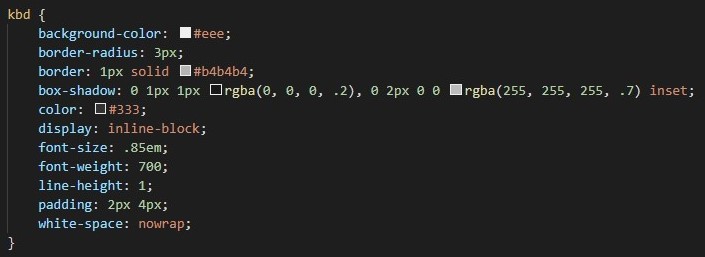 kbd {
    background-color: #eee;
    border-radius: 3px;
    border: 1px solid #b4b4b4;
    box-shadow: 0 1px 1px rgba(0, 0, 0, .2), 0 2px 0 0 rgba(255, 255, 255, .7) inset;
    color: #333;
    display: inline-block;
    font-size: .85em;
    font-weight: 700;
    line-height: 1;
    padding: 2px 4px;
    white-space: nowrap;
}